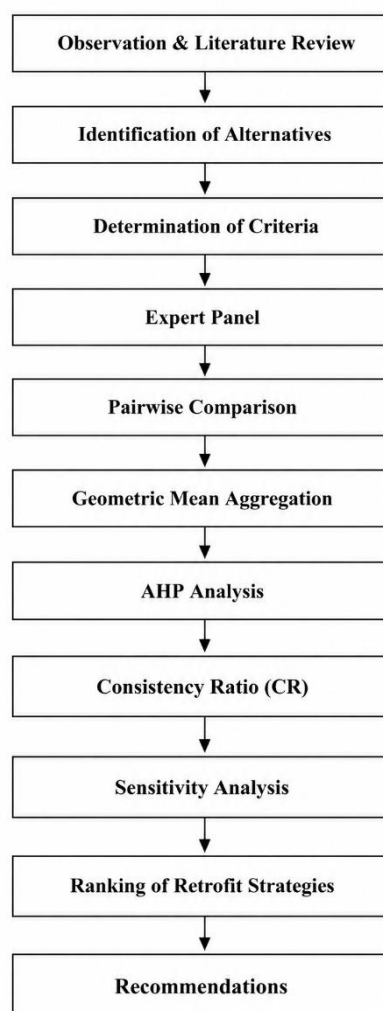 Observation & Literature Review
Identification of Alternatives
Determination of Criteria
Expert Panel
Pairwise Comparison
Geometric Mean Aggregation
AHP Analysis
Consistency Ratio (CR)
Sensitivity Analysis
Ranking of Retrofit Strategies
Recommendations